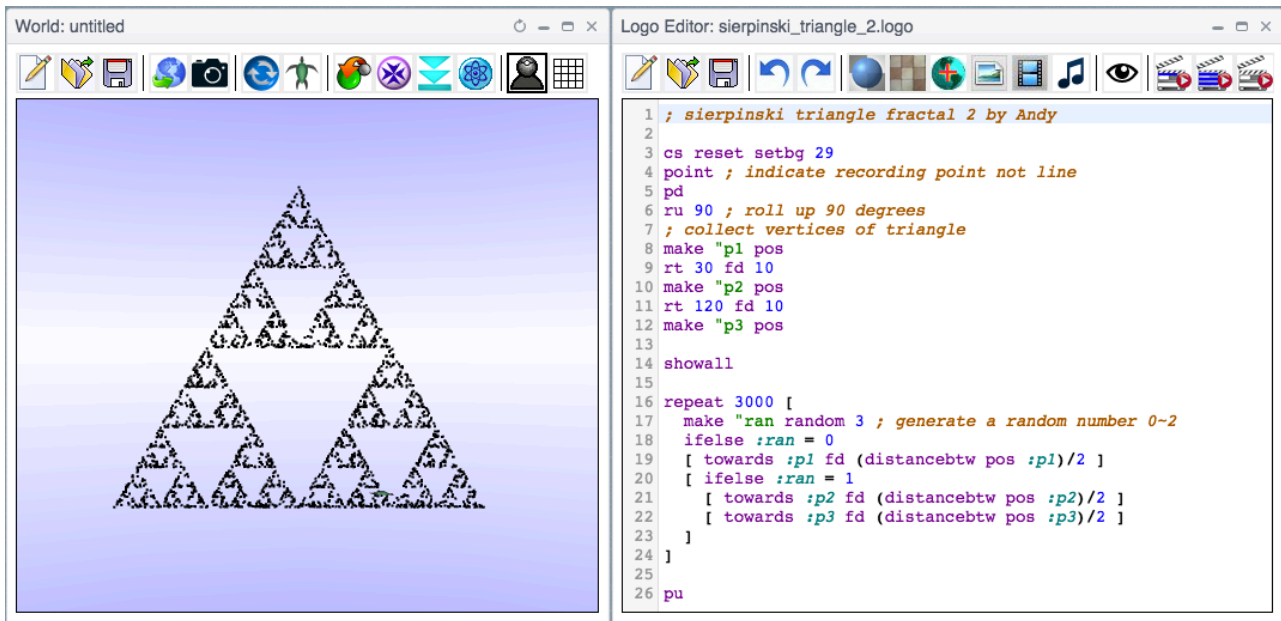 World: untitled
Logo Editor: sierpinski_triangle_2.logo
1 ; sierpinski triangle fractal 2 by Andy
2
3 cs reset setbg 29
4 point ; indicate recording point not line
5 pd
6 ru 90 ; roll up 90 degrees
7 ; collect vertices of triangle
8 make "p1 pos
9 rt 30 fd 10
10 make "p2 pos
11 rt 120 fd 10
12 make "p3 pos
13
14 showall
15
16 repeat 3000 [
17   make "ran random 3 ; generate a random number 0~2
18   ifelse :ran = 0
19   [ towards :p1 fd (distancebtw pos :p1)/2 ]
20   [ ifelse :ran = 1
21     [ towards :p2 fd (distancebtw pos :p2)/2 ]
22     [ towards :p3 fd (distancebtw pos :p3)/2 ]
23   ]
24 ]
25
26 pu